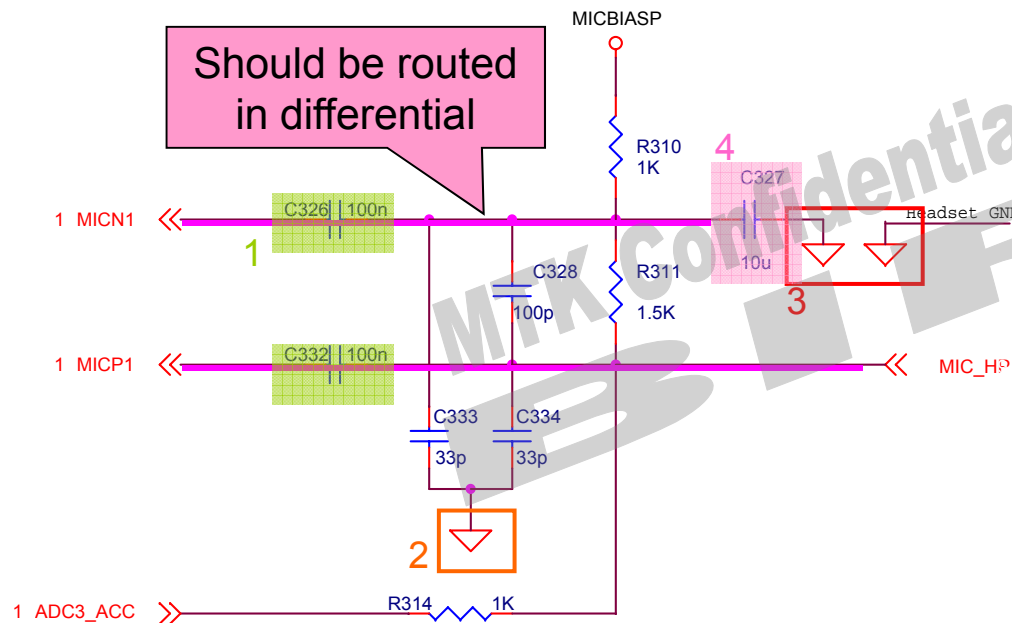 MICBIASP
Should be routed
in differential
R310
1K
4
C327
1 MICN1
C326 100n
Headset GN
1
10u
3
C328
100p
R311
1.5K
MTK Confidentia
1 MICP1
C332 100n
MIC_HP
C333
33p
C334
33p
2
1 ADC3_ACC
R314
1K